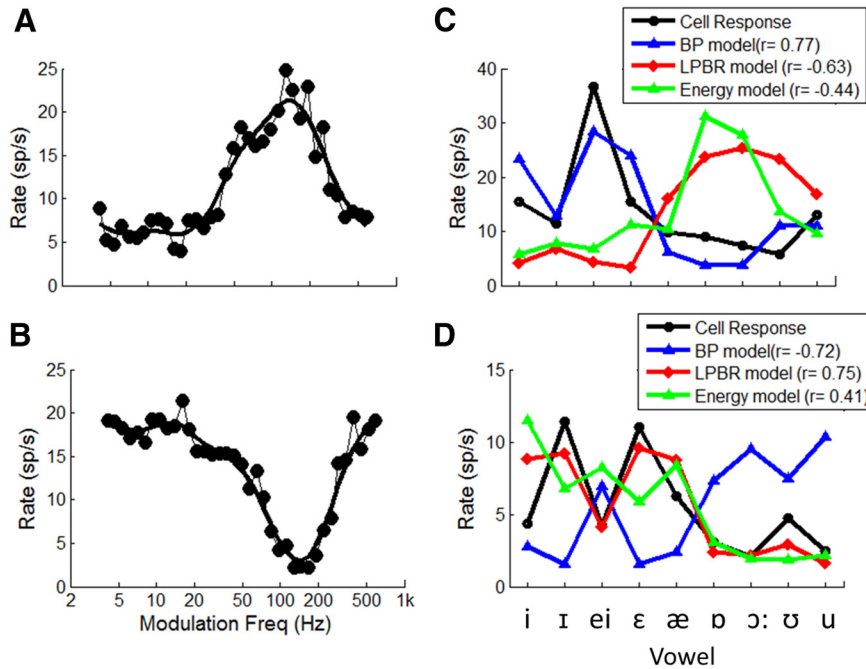 A
Rate (sp/s)
25
20
15
10
5
0
B
Rate (sp/s)
25
20
15
10
5
0
2 5 10 20 50 100 200 500 1k
Modulation Freq (Hz)
C
Cell Response
BP model(r= 0.77)
LPBR model (r= -0.63)
Energy model (r= -0.44)
Rate (sp/s)
40
30
20
10
0
D
Cell Response
BP model(r= -0.72)
LPBR model (r= 0.75)
Energy model (r= 0.41)
Rate (sp/s)
15
10
5
0
i ɪ ei ɛ æ ɒ ɔ: ʊ u
Vowel